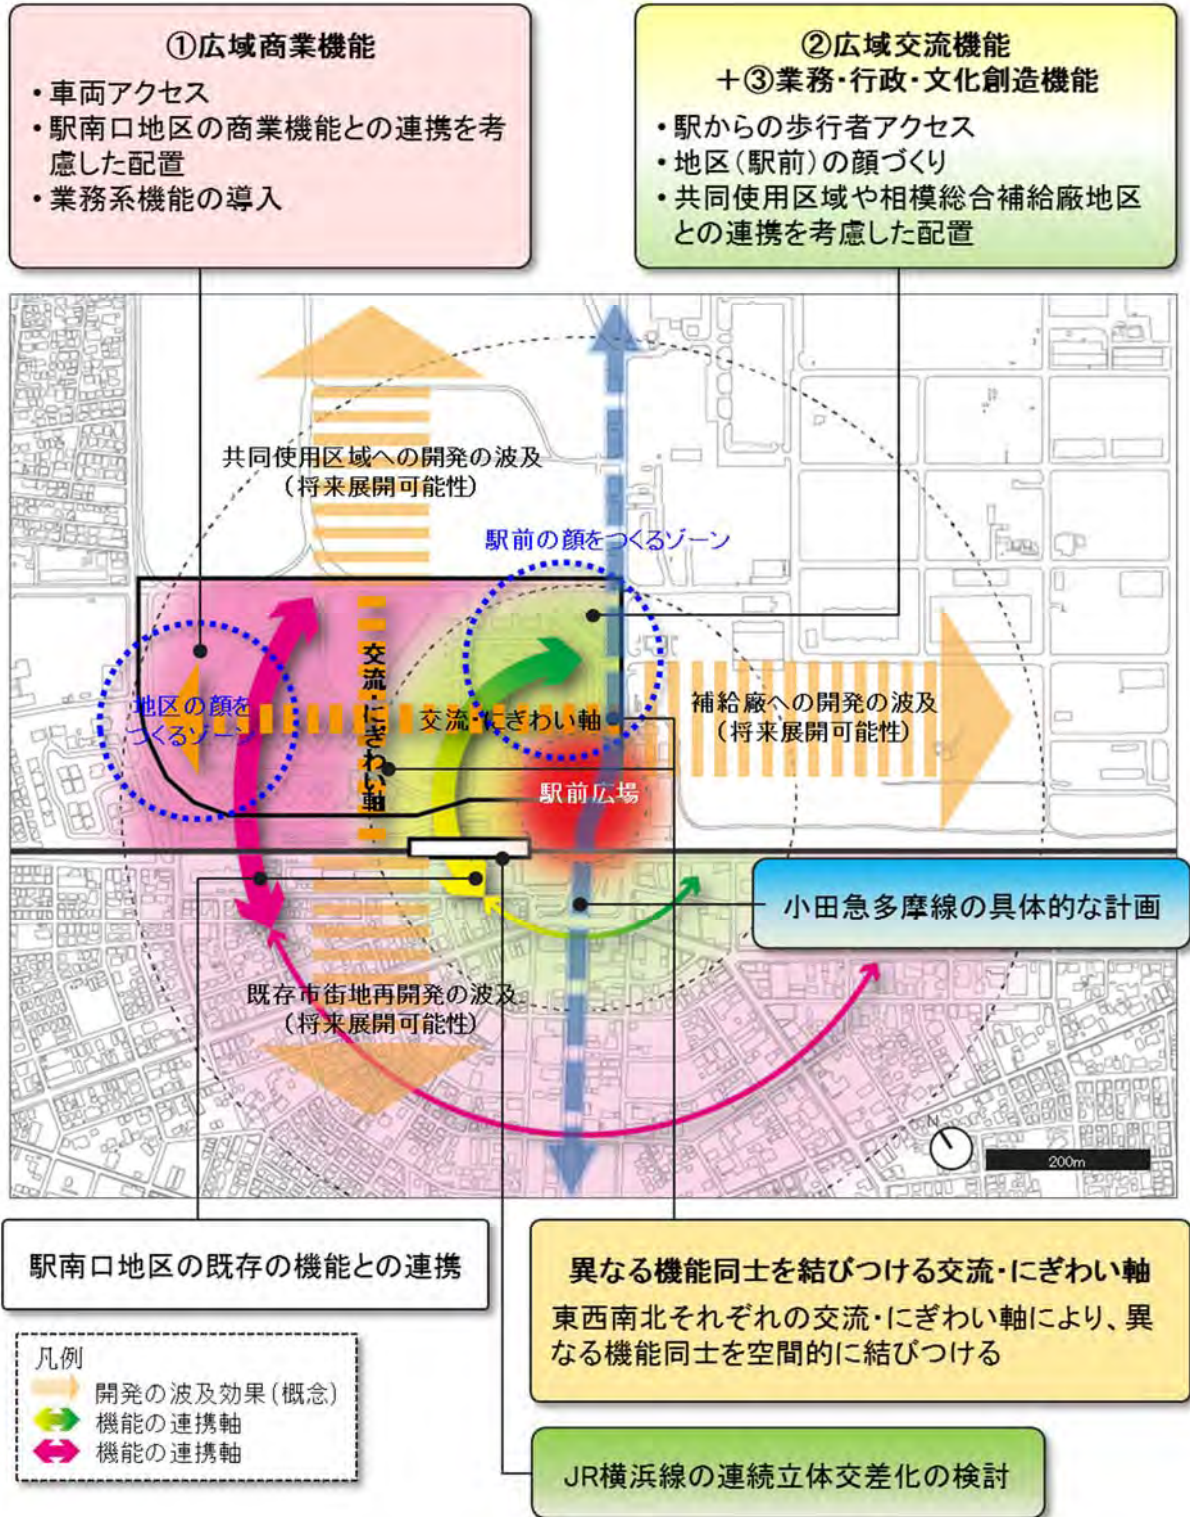 ①広域商業機能
・車両アクセス
・駅南口地区の商業機能との連携を考
慮した配置
・業務系機能の導入
②広域交流機能
＋③業務・行政・文化創造機能
・駅からの歩行者アクセス
・地区（駅前）の顔づくり
・共同使用区域や相模総合補給廠地区
との連携を考慮した配置
共同使用区域への開発の波及
（将来展開可能性）
駅前の顔をつくるゾーン
地区の顔を
つくるゾーン
交流・にぎわい軸
交流・にぎわい軸
補給廠への開発の波及
（将来展開可能性）
駅前広場
小田急多摩線の具体的な計画
既存市街地再開発の波及
（将来展開可能性）
N
200m
駅南口地区の既存の機能との連携
異なる機能同士を結びつける交流・にぎわい軸
東西南北それぞれの交流・にぎわい軸により、異
なる機能同士を空間的に結びつける
凡例
開発の波及効果（概念）
機能の連携軸
機能の連携軸
JR横浜線の連続立体交差化の検討